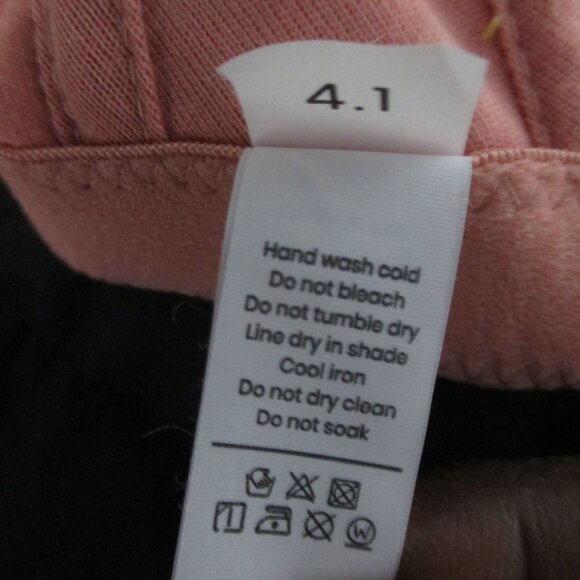 4.1
Hand wash cold
Do not bleach
Do not tumble dry
Line dry in shade
Cool iron
Do not dry clean
Do not soak
W